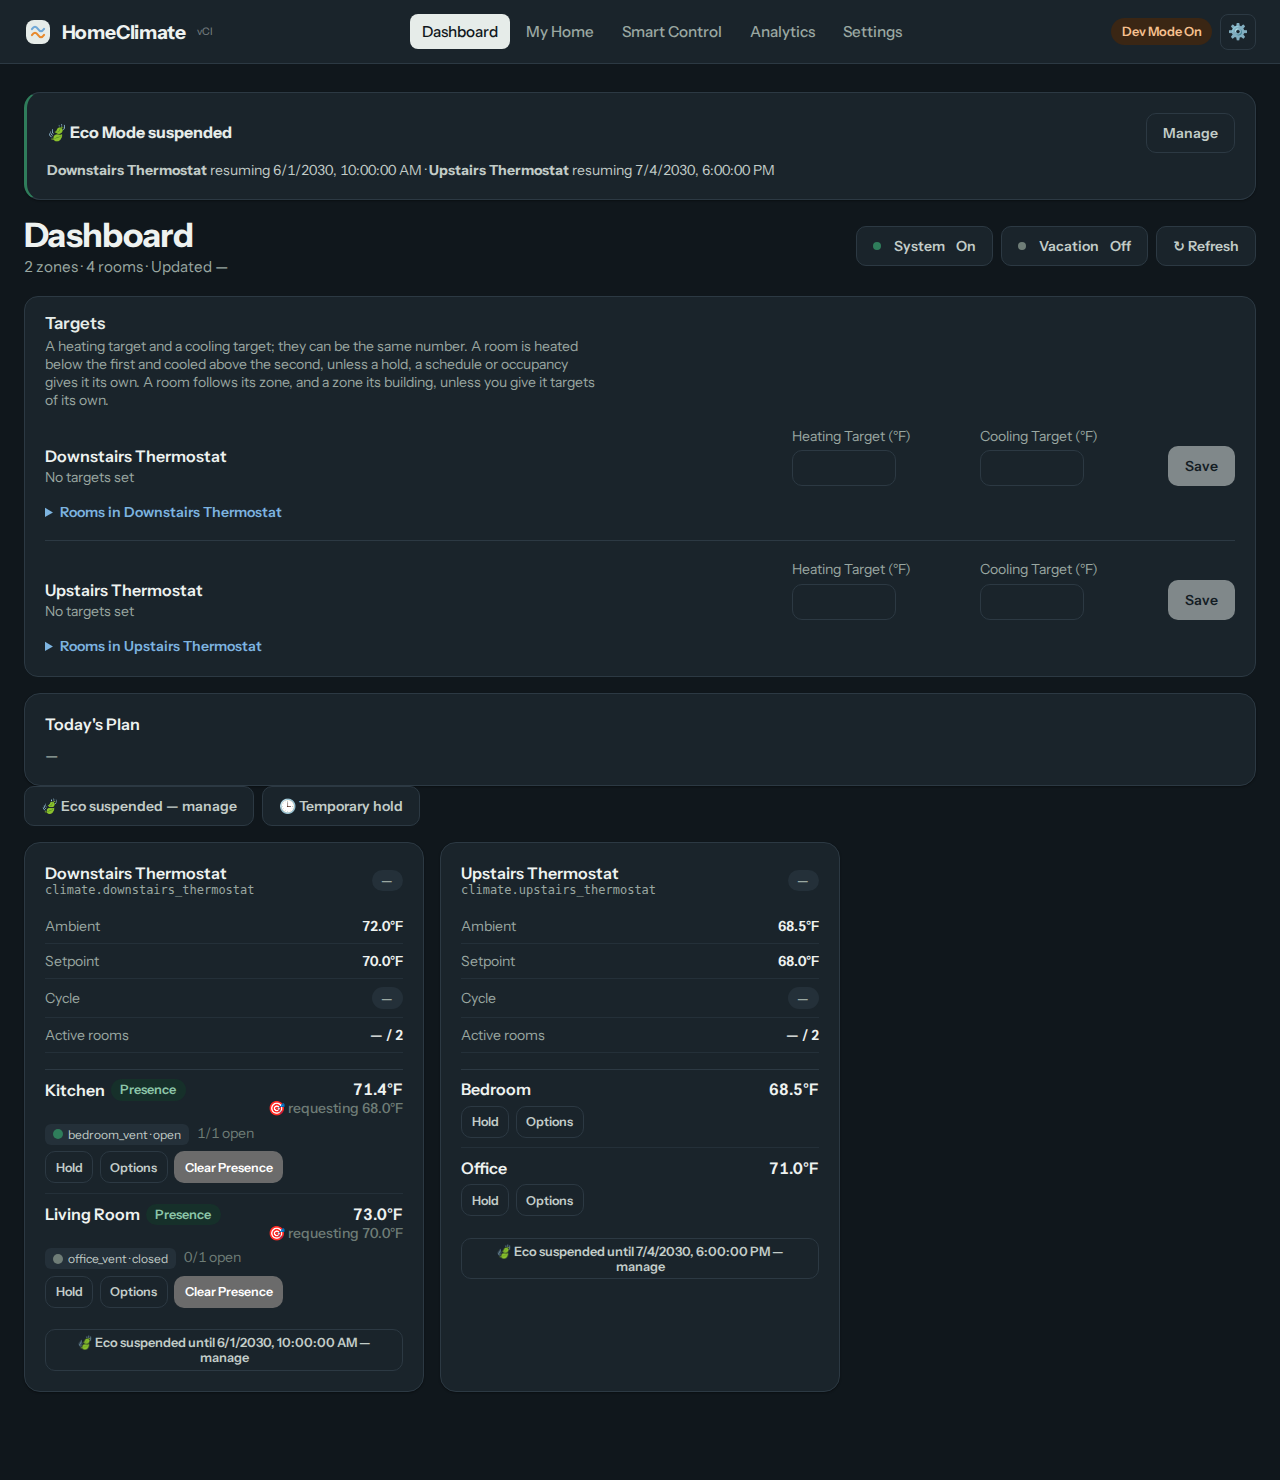 HomeClimate vCI
Dashboard
My Home
Smart Control
Analytics
Settings
Dev Mode On
Eco Mode suspended
Manage
Downstairs Thermostat resuming 6/1/2030, 10:00:00 AM · Upstairs Thermostat resuming 7/4/2030, 6:00:00 PM
Dashboard
2 zones · 4 rooms · Updated —
System On
Vacation Off
↻ Refresh
Targets
A heating target and a cooling target; they can be the same number. A room is heated
below the first and cooled above the second, unless a hold, a schedule or occupancy
gives it its own. A room follows its zone, and a zone its building, unless you give it targets
of its own.
Downstairs Thermostat
No targets set
Heating Target (°F)
Cooling Target (°F)
Save
Rooms in Downstairs Thermostat
Upstairs Thermostat
No targets set
Heating Target (°F)
Cooling Target (°F)
Save
Rooms in Upstairs Thermostat
Today's Plan
—
Eco suspended — manage
Temporary hold
Downstairs Thermostat
climate.downstairs_thermostat
—
Ambient 72.0°F
Setpoint 70.0°F
Cycle —
Active rooms — / 2
Kitchen Presence 71.4°F
requesting 68.0°F
bedroom_vent · open 1/1 open
Hold
Options
Clear Presence
Living Room Presence 73.0°F
requesting 70.0°F
office_vent · closed 0/1 open
Hold
Options
Clear Presence
Eco suspended until 6/1/2030, 10:00:00 AM —
manage
Upstairs Thermostat
climate.upstairs_thermostat
—
Ambient 68.5°F
Setpoint 68.0°F
Cycle —
Active rooms — / 2
Bedroom 68.5°F
Hold
Options
Office 71.0°F
Hold
Options
Eco suspended until 7/4/2030, 6:00:00 PM —
manage